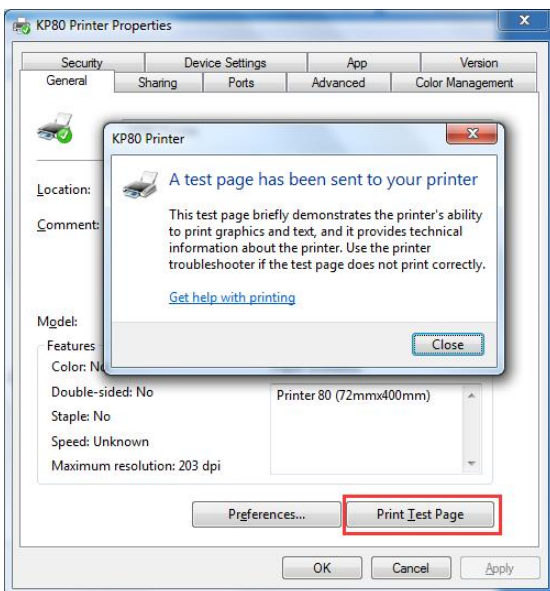 KP80 Printer Properties
Security Device Settings App Version
General Sharing Ports Advanced Color Management
KP80 Printer
A test page has been sent to your printer
Location:
This test page briefly demonstrates the printer's ability
Comment:
to print graphics and text, and it provides technical
information about the printer. Use the printer
troubleshooter if the test page does not print correctly.
Get help with printing
Model:
Close
Features
Color: No
Double-sided: No
Printer 80 (72mmx400mm)
Staple: No
Speed: Unknown
Maximum resolution: 203 dpi
Preferences... Print Test Page
OK Cancel Apply